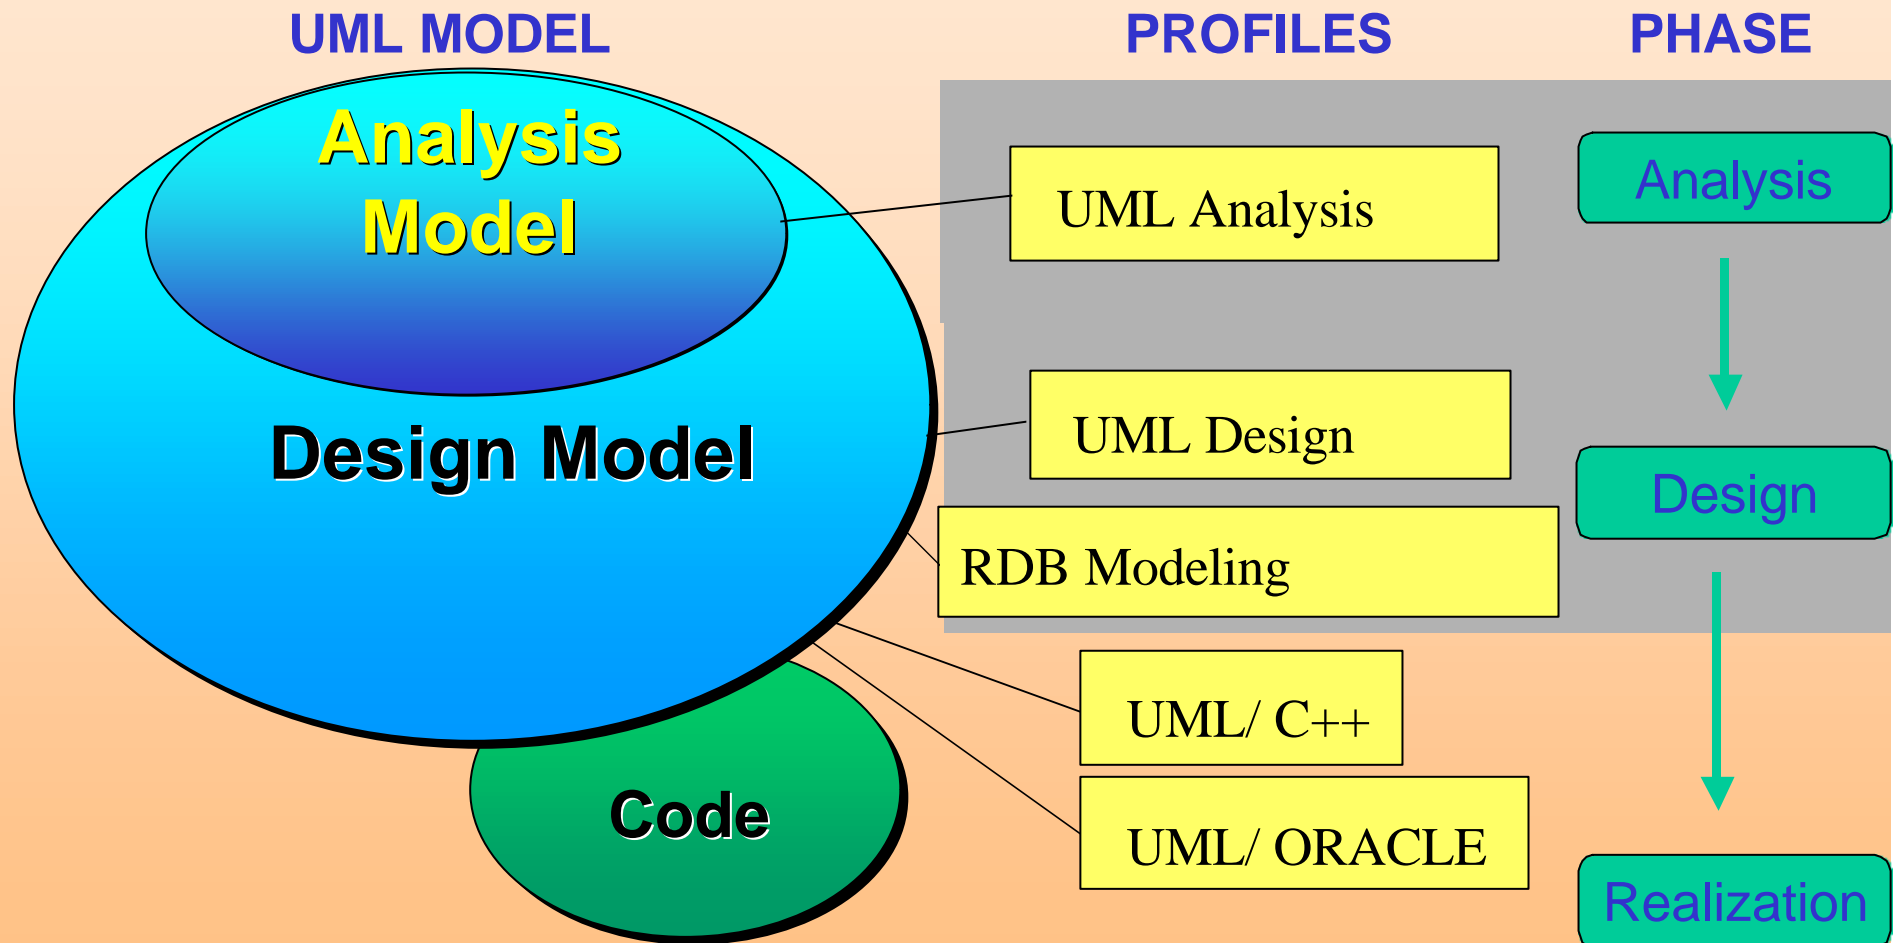 UML MODEL
PROFILES
PHASE
Analysis
Model
UML Analysis
Analysis
Design Model
UML Design
Design
RDB Modeling
UML/ C++
Code
UML/ ORACLE
Realization